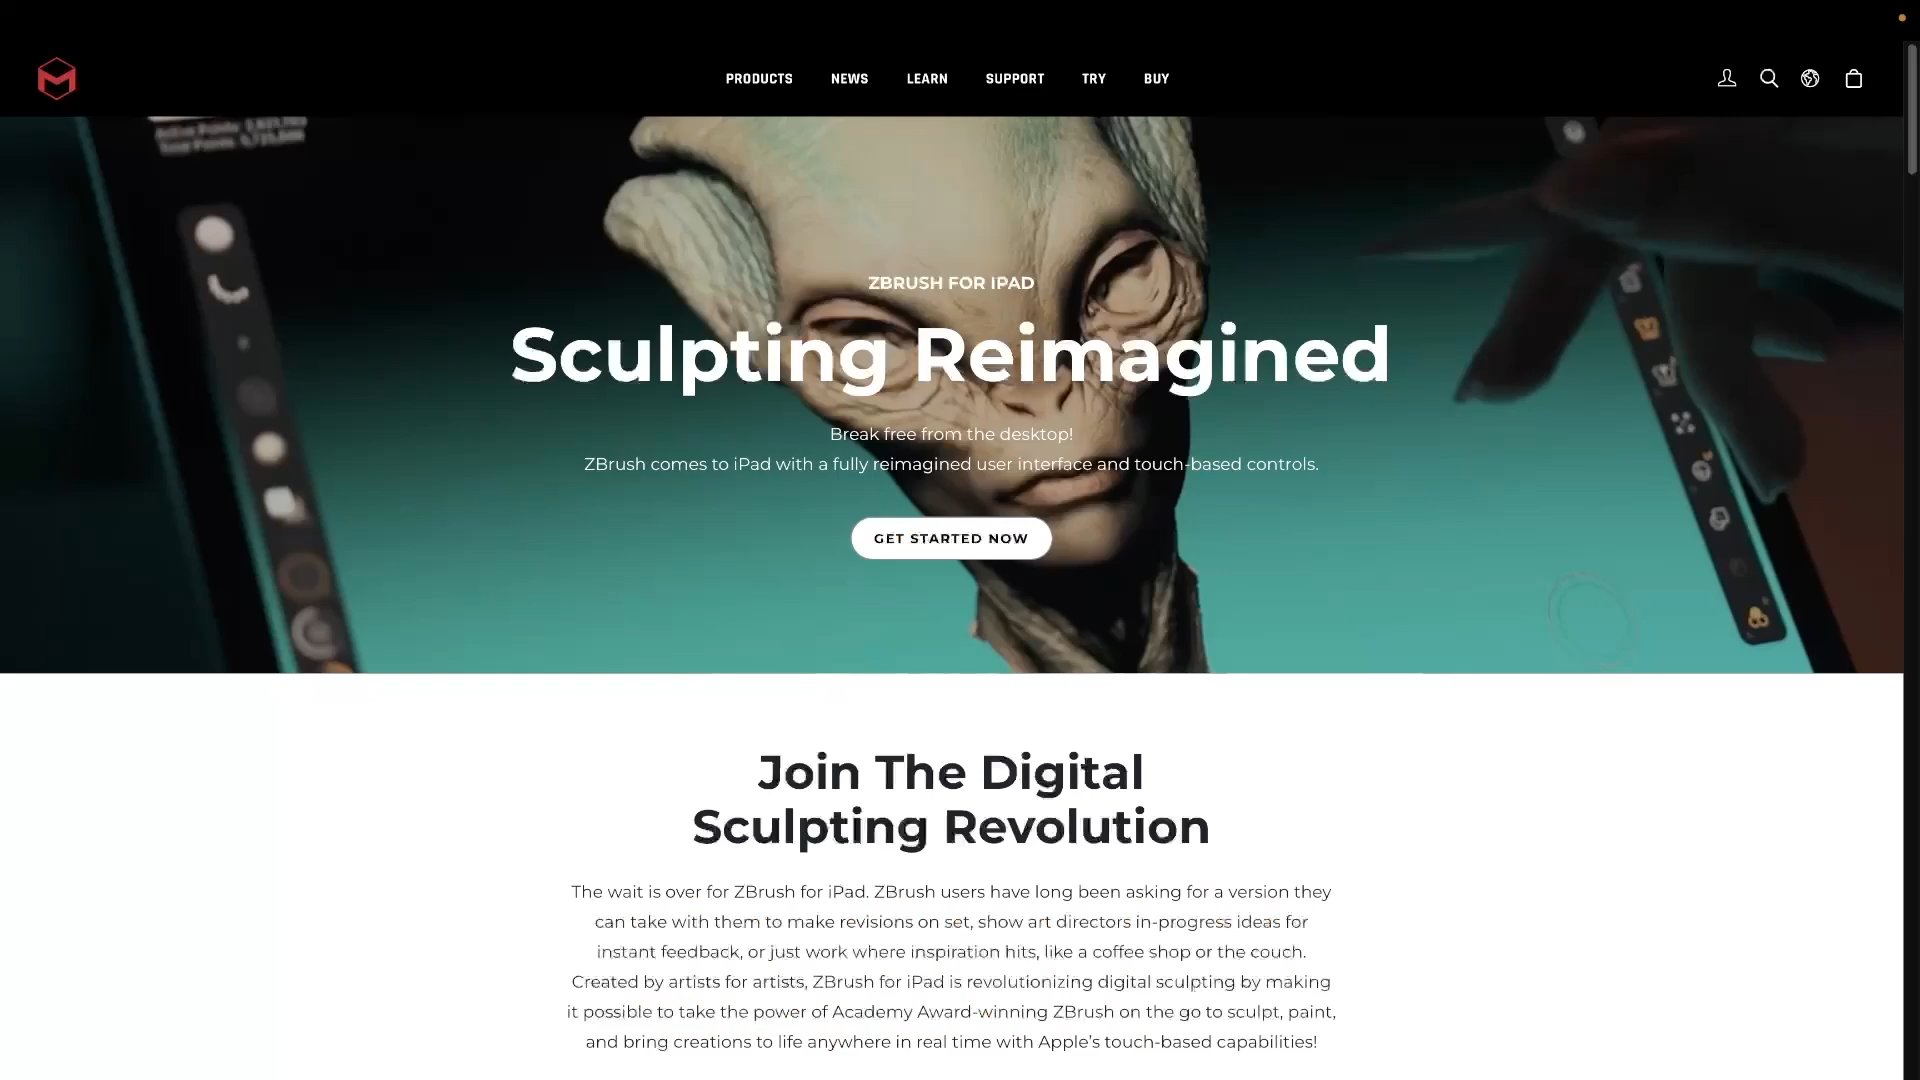 PRODUCTS NEWS LEARN SUPPORT TRY BUY
ZBRUSH FOR IPAD
Sculpting Reimagined
Break free from the desktop!
ZBrush comes to iPad with a fully reimagined user interface and touch-based controls.
GET STARTED NOW
Join The Digital
Sculpting Revolution
The wait is over for ZBrush for iPad. ZBrush users have long been asking for a version they
can take with them to make revisions on set, show art directors in-progress ideas for
instant feedback, or just work where inspiration hits, like a coffee shop or the couch.
Created by artists for artists, ZBrush for iPad is revolutionizing digital sculpting by making
it possible to take the power of Academy Award-winning ZBrush on the go to sculpt, paint,
and bring creations to life anywhere in real time with Apple’s touch-based capabilities!